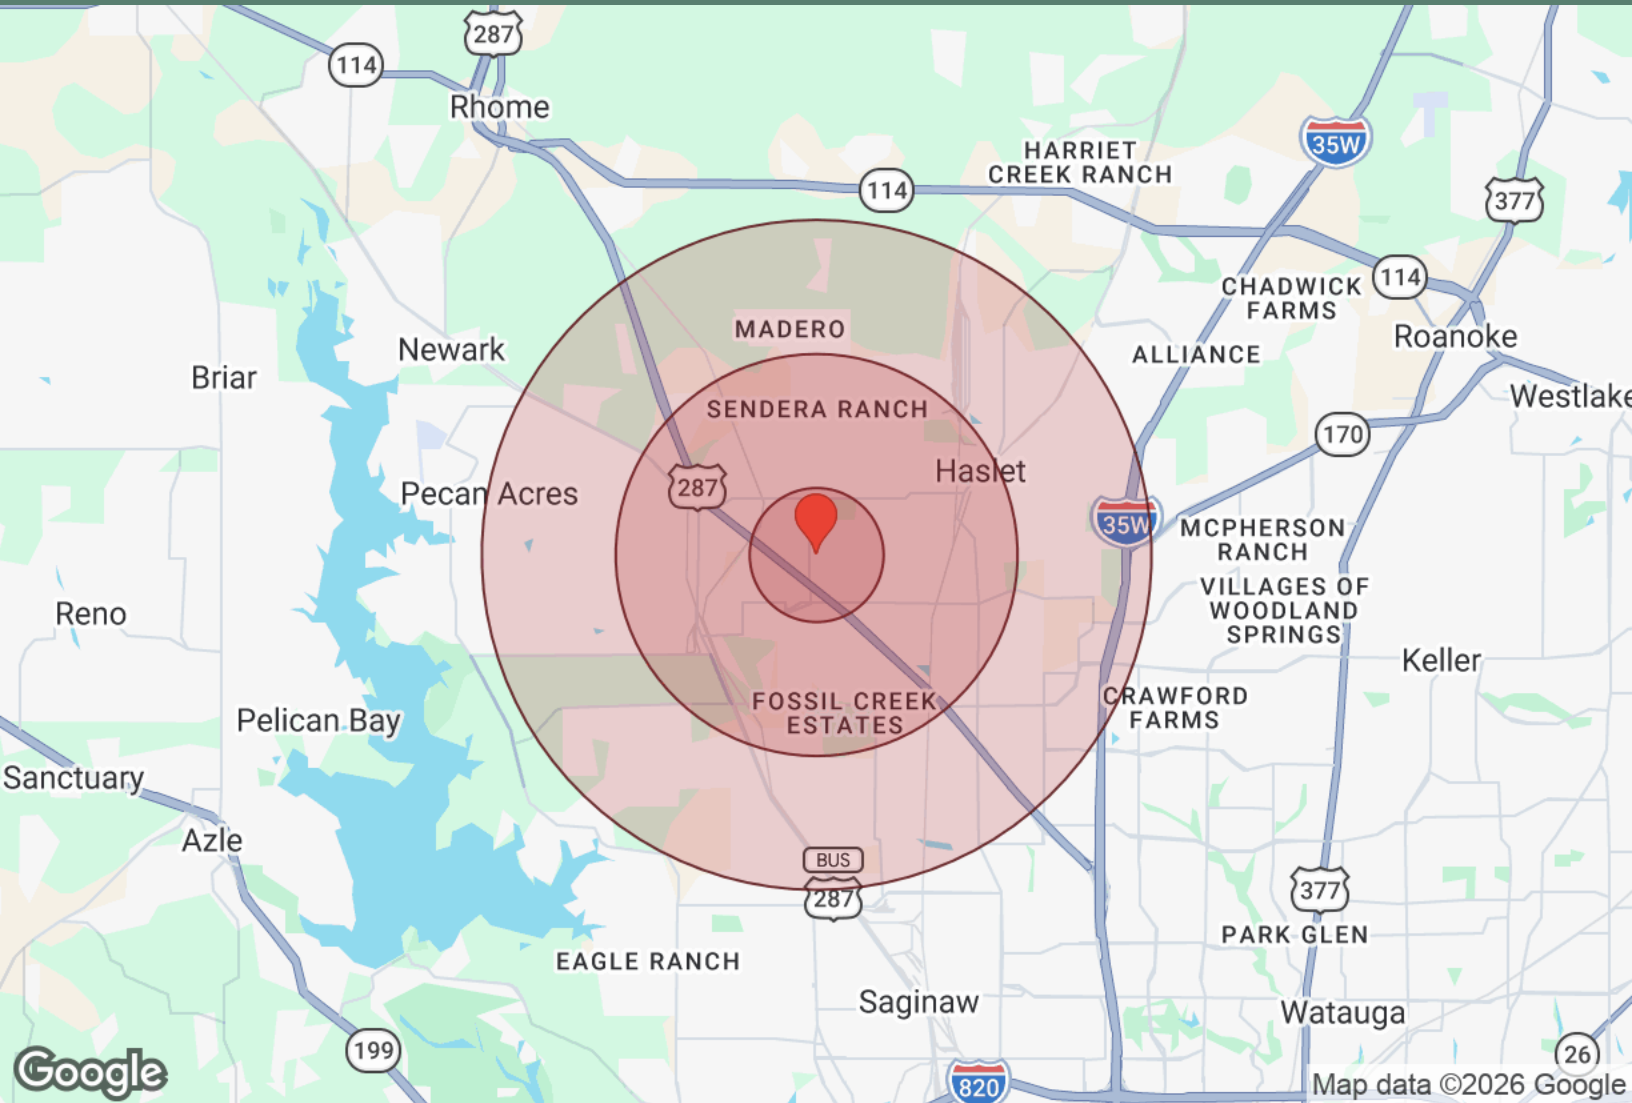 287
114
Rhome
35W
HARRIET
CREEK RANCH
114
377
114
CHADWICK
FARMS
MADERO
Roanoke
Newark
ALLIANCE
Briar
Westlake
SENDERA RANCH
170
Haslet
287
Pecan Acres
35W
MCPHERSON
RANCH
VILLAGES OF
WOODLAND
SPRINGS
Reno
Keller
FOSSIL CREEK
ESTATES
CRAWFORD
FARMS
Pelican Bay
Sanctuary
Azle
BUS
287
377
PARK GLEN
EAGLE RANCH
Saginaw
Watauga
199
26
Google
820
Map data ©2026 Google